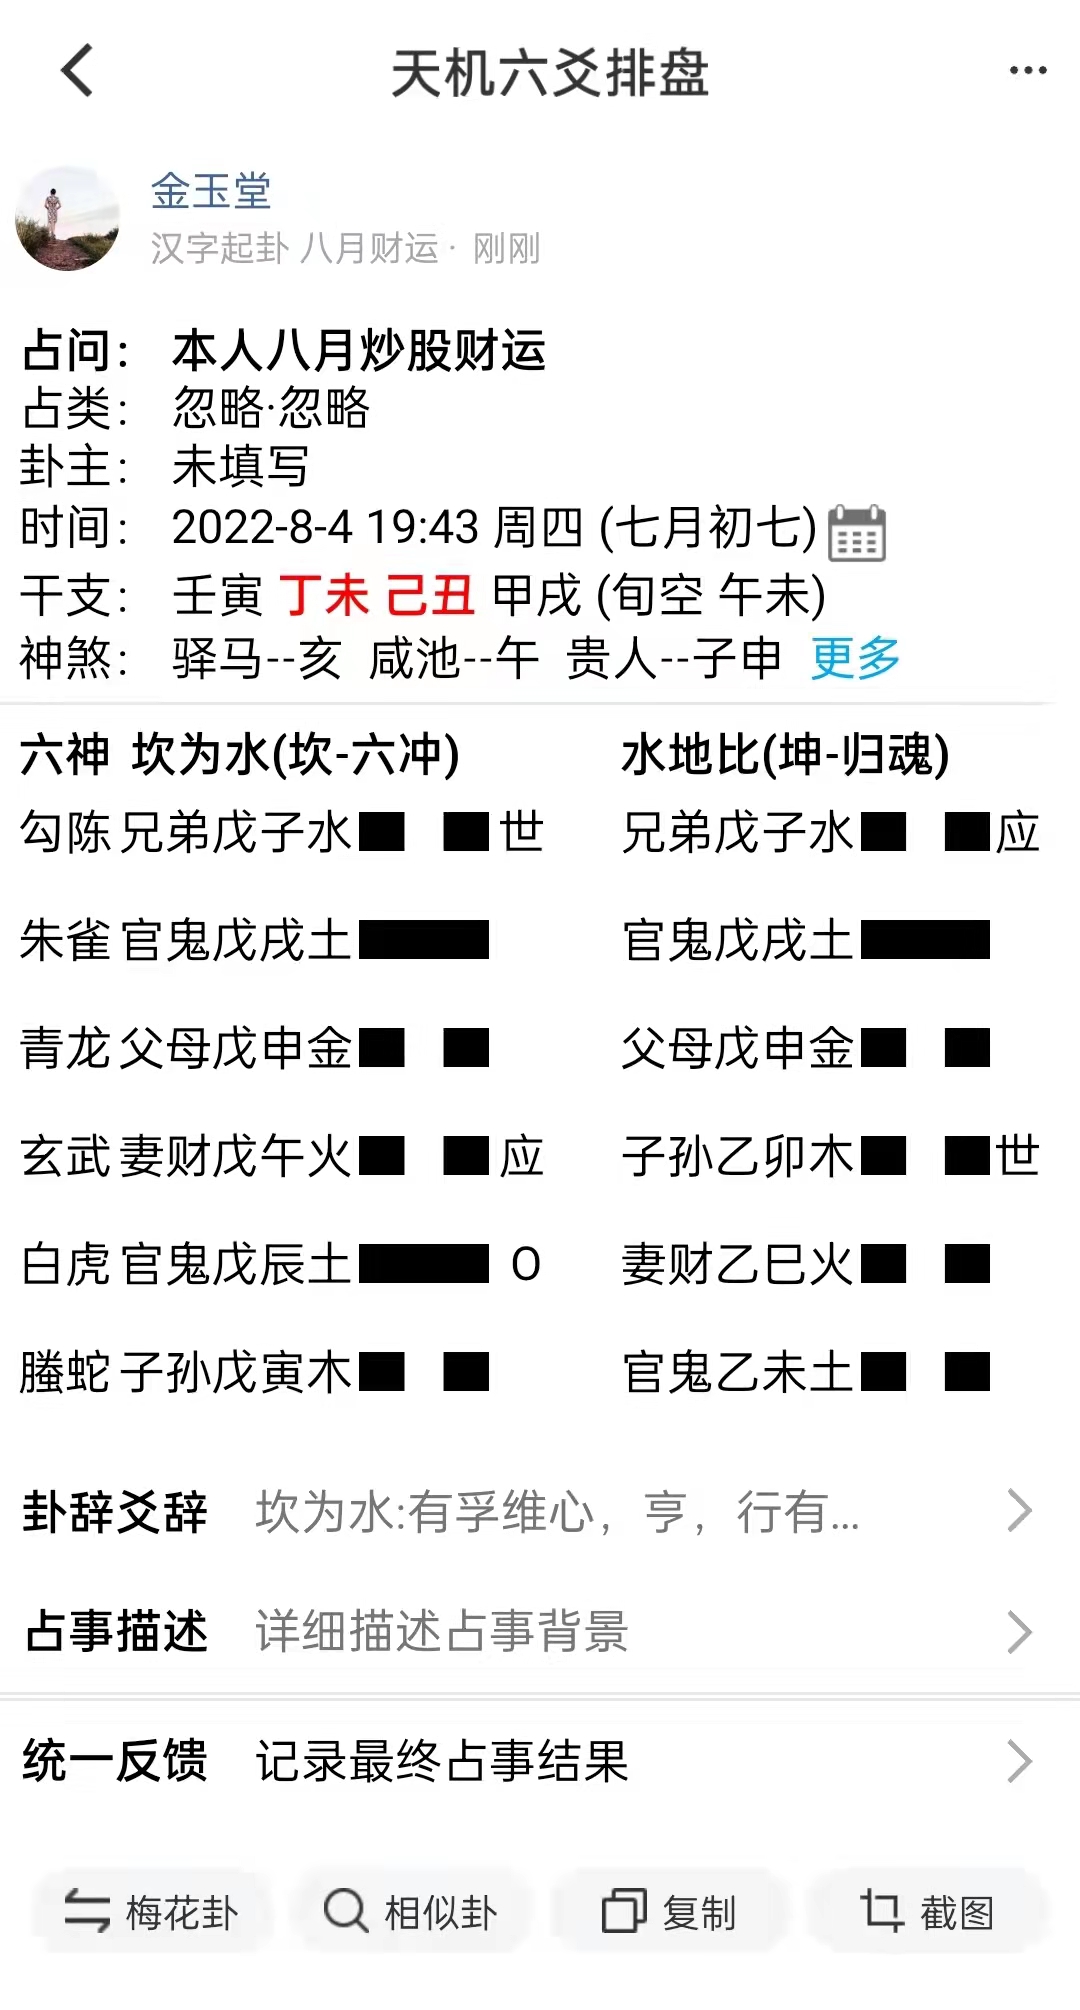 天机六爻排盘
金玉堂
汉字起卦 八月财运· 刚刚
占问： 本人八月炒股财运
占类： 忽略·忽略
卦主： 未填写
时间： 2022-8-4 19:43 周四 (七月初七)
干支： 壬寅 丁未 己丑 甲戌 (旬空 午未)
神煞： 驿马--亥 咸池--午 贵人--子申 更多
六神 坎为水(坎-六冲) 水地比(坤-归魂)
勾陈 兄弟戊子水 世 兄弟戊子水 应
朱雀 官鬼戊戌土 官鬼戊戌土
青龙 父母戊申金 父母戊申金
玄武 妻财戊午火 应 子孙乙卯木 世
白虎 官鬼戊辰土 O 妻财乙巳火
螣蛇 子孙戊寅木 官鬼乙未土
卦辞爻辞 坎为水:有孚维心，亨，行有...
占事描述 详细描述占事背景
统一反馈 记录最终占事结果
梅花卦 相似卦 复制 截图